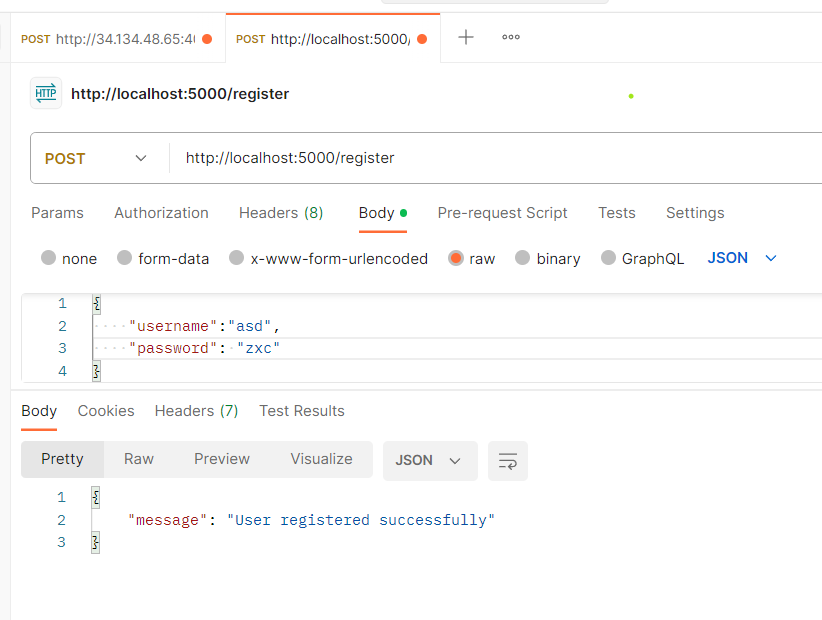 POST http://34.134.48.65:4 POST http://localhost:5000/
HTTP http://localhost:5000/register
POST http://localhost:5000/register
Params Authorization Headers (8) Body Pre-request Script Tests Settings
none form-data x-www-form-urlencoded raw binary GraphQL JSON
1 {
2 "username":"asd",
3 "password": "zxc"
4 }
Body Cookies Headers (7) Test Results
Pretty Raw Preview Visualize JSON
1 {
2 "message": "User registered successfully"
3 }